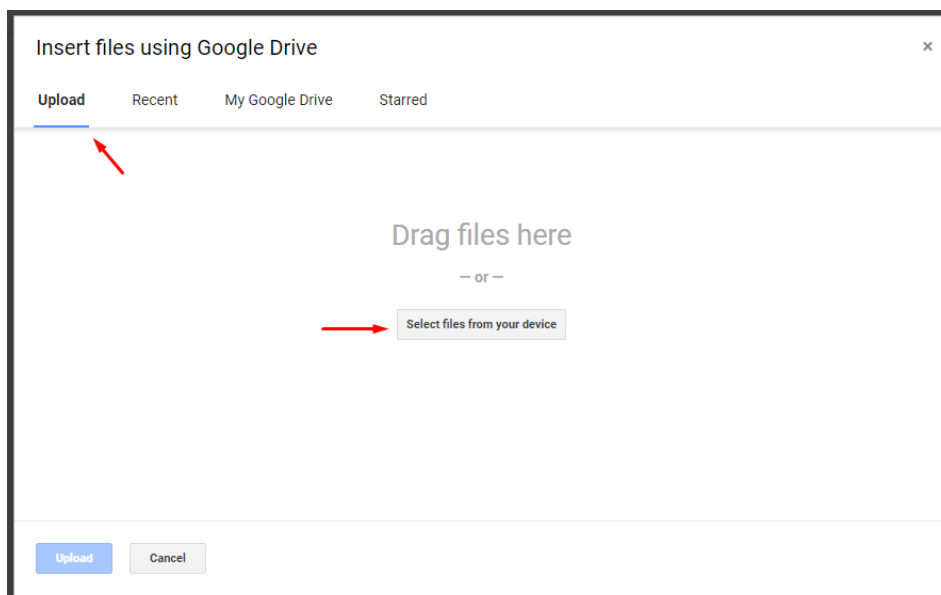 Insert files using Google Drive
×
Upload Recent My Google Drive Starred
Drag files here
— or —
Select files from your device
Upload Cancel